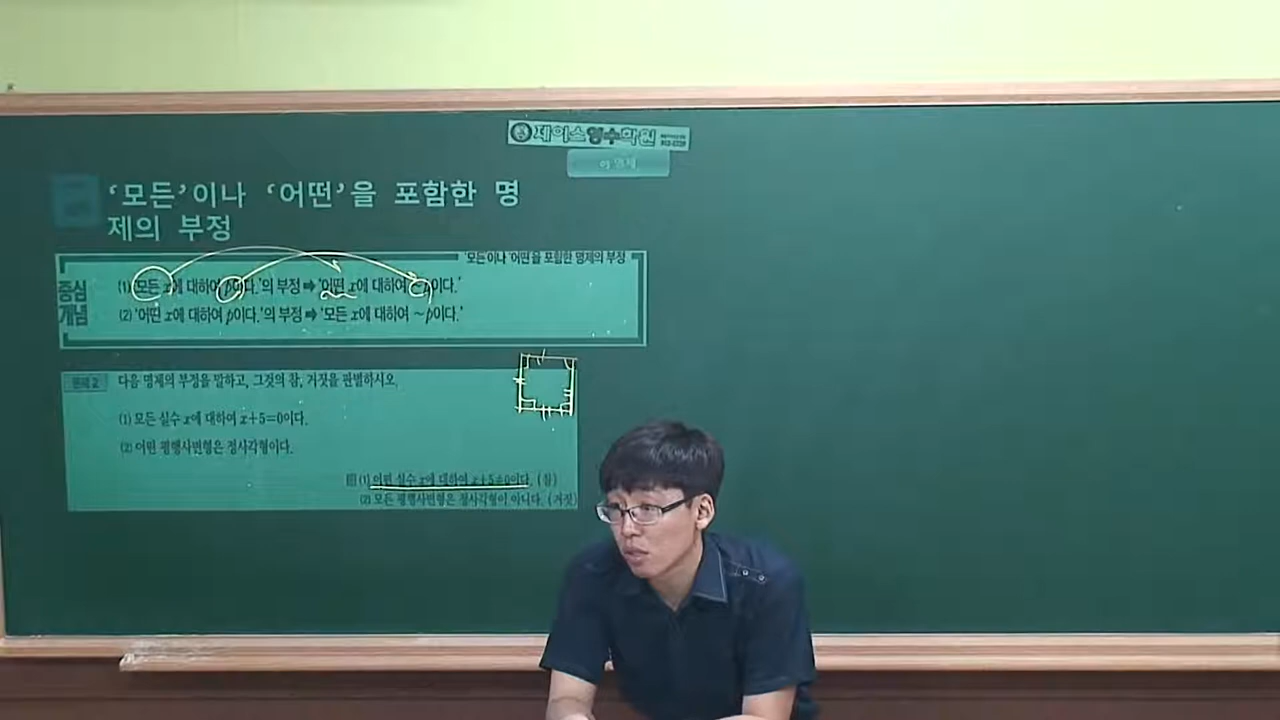 제이스영수학원
명제
‘모든’이나 ‘어떤’을 포함한 명
제의 부정
'모든'이나 '어떤'을 포함한 명제의 부정
중심
개념
(1) '모든 x에 대하여 p이다.'의 부정 ➡ '어떤 x에 대하여 ~p이다.'
(2) '어떤 x에 대하여 p이다.'의 부정 ➡ '모든 x에 대하여 ~p이다.'
문제 2 다음 명제의 부정을 말하고, 그것의 참, 거짓을 판별하시오.
(1) 모든 실수 x에 대하여 x+5=0이다.
(2) 어떤 평행사변형은 정사각형이다.
답 (1) 어떤 실수 x에 대하여 x+5≠0이다. (참)
(2) 모든 평행사변형은 정사각형이 아니다. (거짓)